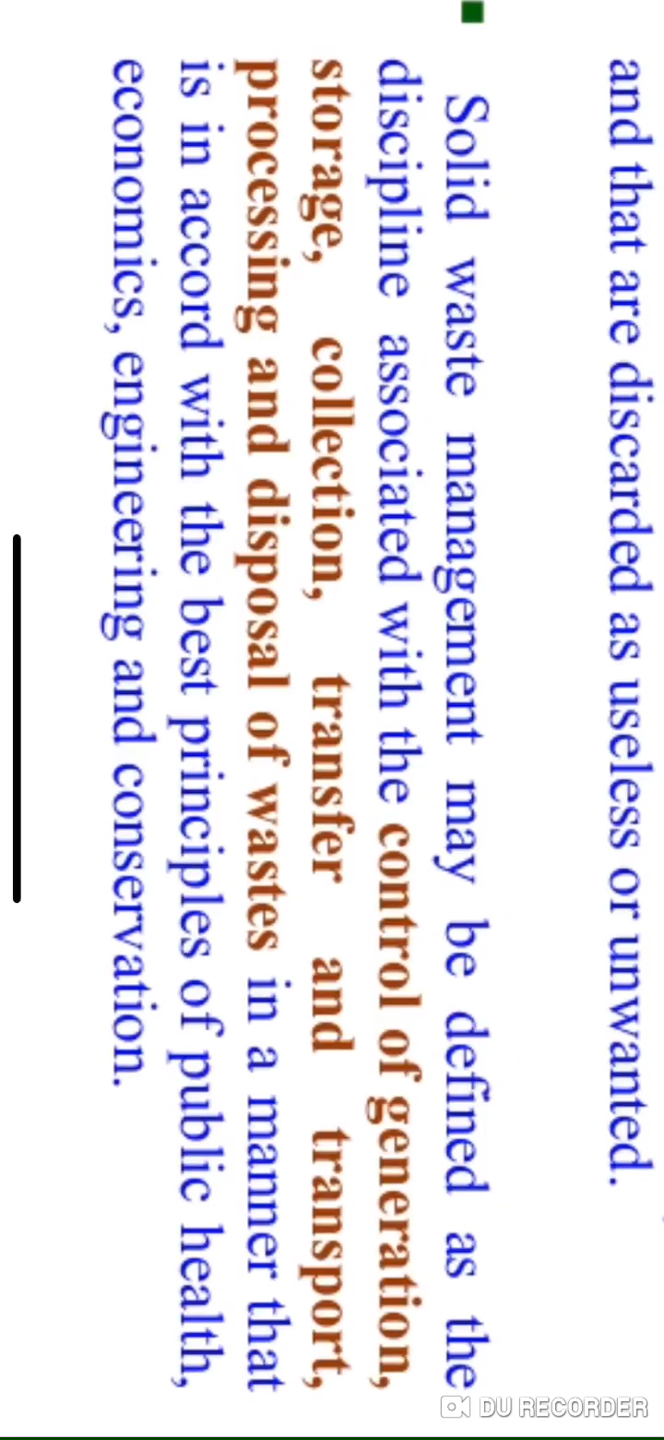 and that are discarded as useless or unwanted.
Solid waste management may be defined as the
discipline associated with the control of generation,
storage, collection, transfer and transport,
processing and disposal of wastes in a manner that
is in accord with the best principles of public health,
economics, engineering and conservation.
DU RECORDER